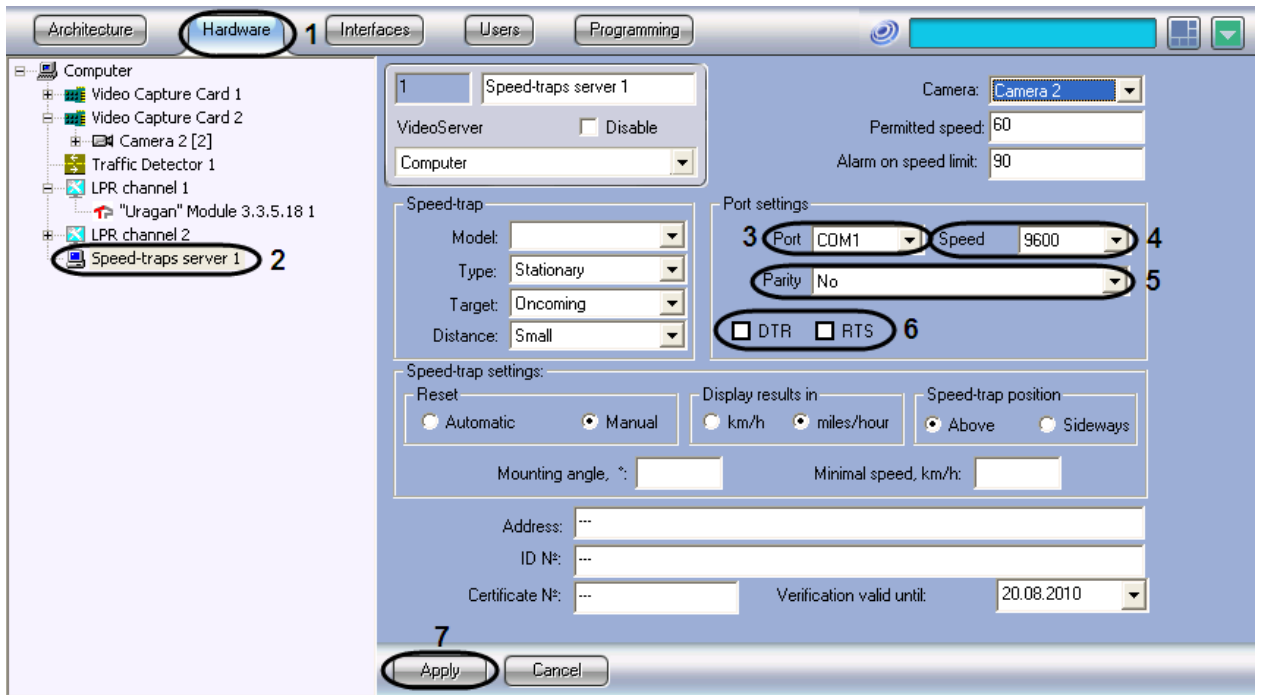 Architecture Hardware 1 Interfaces Users Programming
Computer
Video Capture Card 1
Video Capture Card 2
Camera 2 [2]
Traffic Detector 1
LPR channel 1
"Uragan" Module 3.3.5.18 1
LPR channel 2
Speed-traps server 1 2
1 Speed-traps server 1
VideoServer Disable
Computer
Camera: Camera 2
Permitted speed: 60
Alarm on speed limit: 90
Speed-trap
Model:
Type: Stationary
Target: Oncoming
Distance: Small
Port settings
3 Port COM1 Speed 9600 4
Parity No 5
DTR RTS 6
Speed-trap settings:
Reset
Automatic Manual
Display results in
km/h miles/hour
Speed-trap position
Above Sideways
Mounting angle, °: Minimal speed, km/h:
Address: ---
ID Nº: ---
Certificate Nº: --- Verification valid until: 20.08.2010
7
Apply Cancel